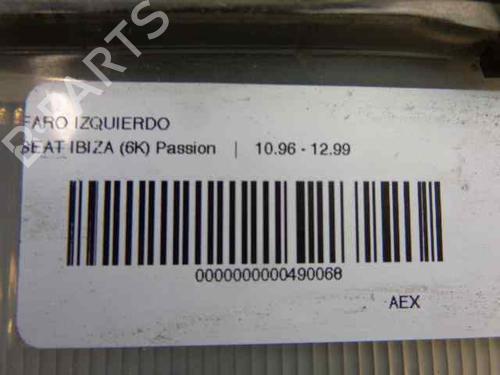 FARO IZQUIERDO
SEAT IBIZA (6K) Passion | 10.96 - 12.99
0000000000490068
AEX
B-PARTS